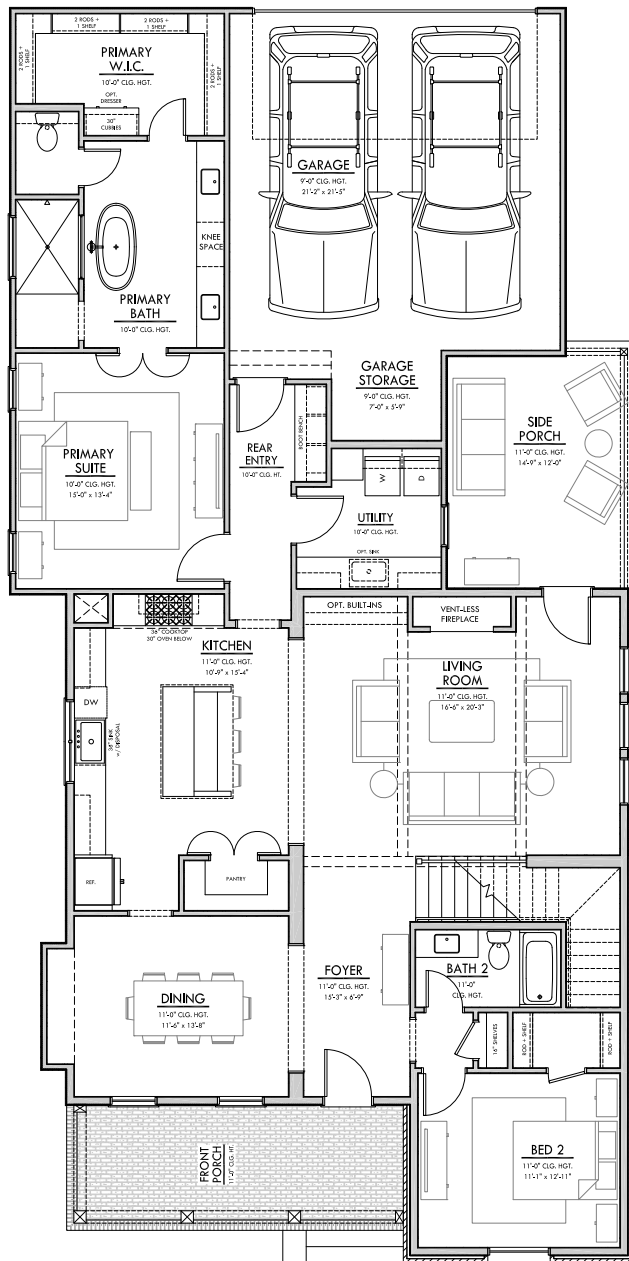 2 RODS +
1 SHELF
2 RODS +
1 SHELF
2 RODS +
1 SHELF
2 RODS +
1 SHELF
PRIMARY
W.I.C.
10'-0" CLG. HGT.
OPT.
DRESSER
30"
CUBBIES
KNEE
SPACE
PRIMARY
BATH
10'-0" CLG. HGT.
GARAGE
9'-0" CLG. HGT.
21'-2" x 21'-5"
GARAGE
STORAGE
9'-0" CLG. HGT.
7'-0" x 5'-9"
PRIMARY
SUITE
10'-0" CLG. HGT.
15'-0" x 13'-4"
REAR
ENTRY
10'-0" CLG. HT.
BOOT BENCH
SIDE
PORCH
11'-0" CLG. HGT.
14'-9" x 12'-0"
W
D
UTILITY
10'-0" CLG. HGT.
OPT. SINK
36" COOKTOP
30" OVEN BELOW
OPT. BUILT-INS
VENT-LESS
FIREPLACE
KITCHEN
11'-0" CLG. HGT.
10'-9" x 15'-4"
DW
36" SINK
w/ DISPOSAL
LIVING
ROOM
11'-0" CLG. HGT.
16'-6" x 20'-3"
REF.
PANTRY
DINING
11'-0" CLG. HGT.
11'-6" x 13'-8"
FOYER
11'-0" CLG. HGT.
15'-3" x 6'-9"
BATH 2
11'-0"
CLG. HGT.
16" SHELVES
ROD + SHELF
ROD + SHELF
FRONT
PORCH
11'-0" CLG. HT.
BED 2
11'-0" CLG. HGT.
11'-1" x 12'-11"